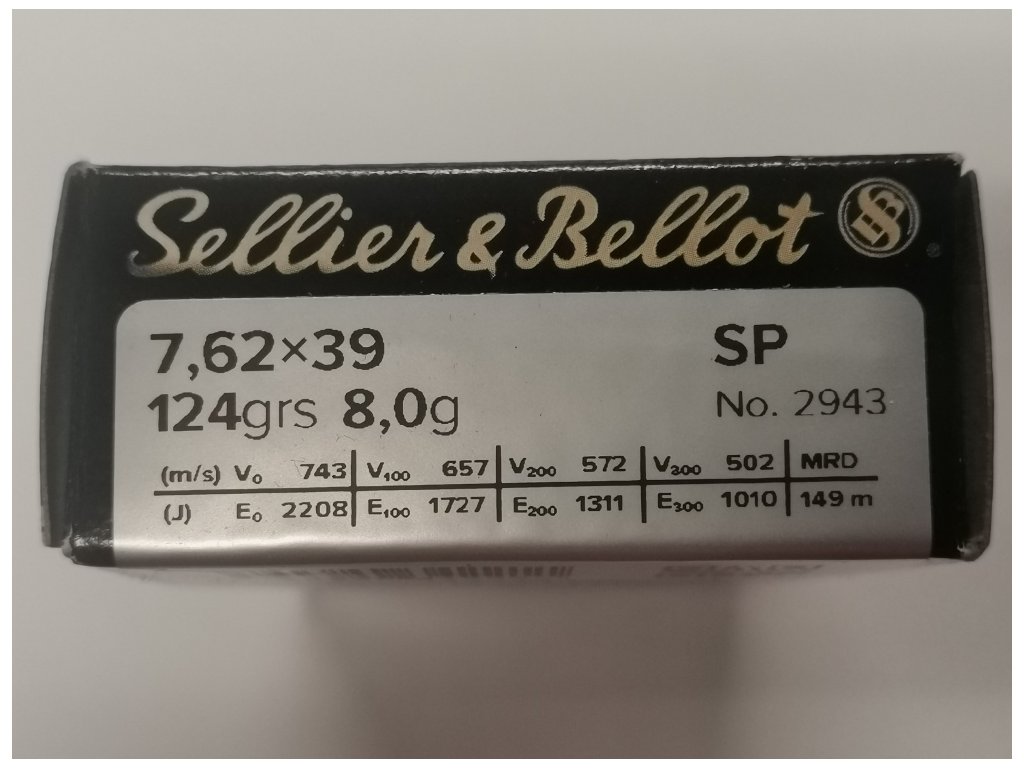 Sellier & Bellot SB
7,62×39 SP
124grs 8,0g No. 2943
(m/s) V₀ 743 V₁₀₀ 657 V₂₀₀ 572 V₃₀₀ 502 MRD
(J) E₀ 2208 E₁₀₀ 1727 E₂₀₀ 1311 E₃₀₀ 1010 149 m